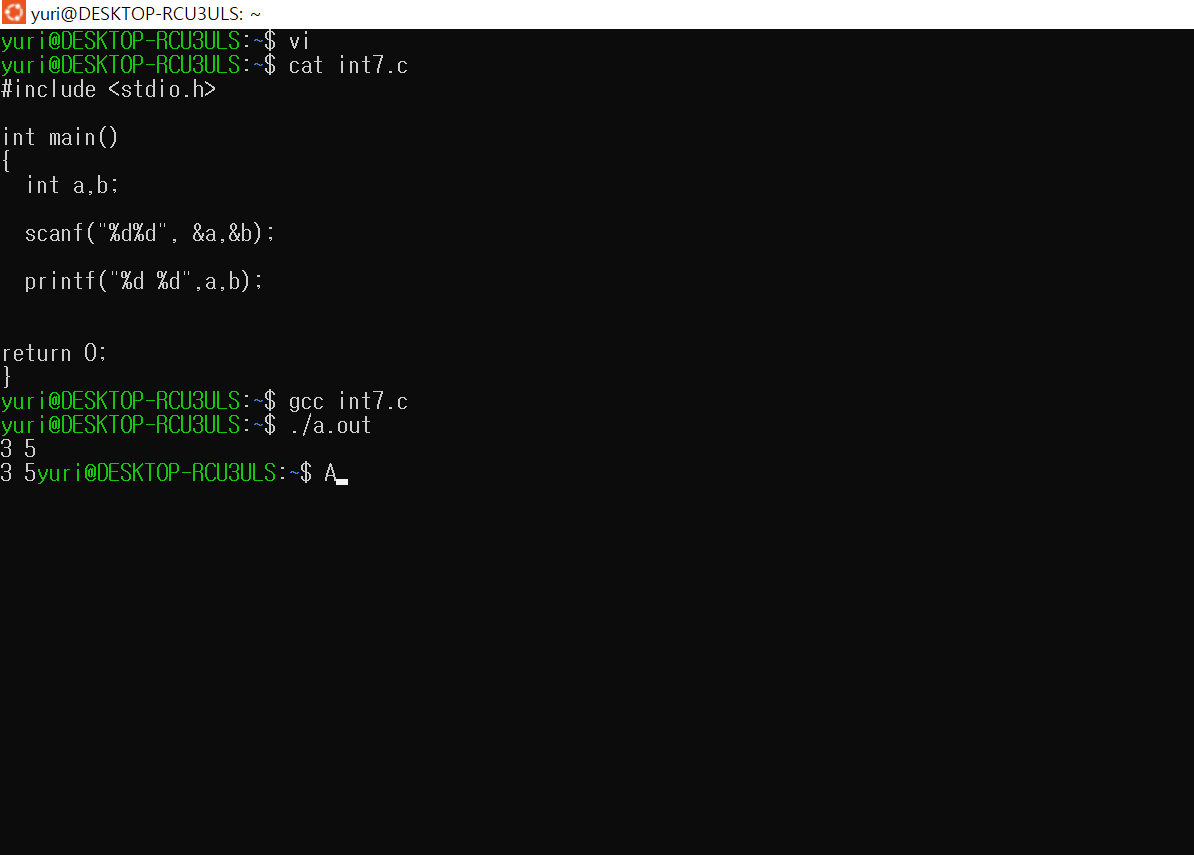 yuri@DESKTOP-RCU3ULS: ~
yuri@DESKTOP-RCU3ULS:~$ vi
yuri@DESKTOP-RCU3ULS:~$ cat int7.c
#include <stdio.h>
int main()
{
  int a,b;
  scanf("%d%d", &a,&b);
  printf("%d %d",a,b);
return 0;
}
yuri@DESKTOP-RCU3ULS:~$ gcc int7.c
yuri@DESKTOP-RCU3ULS:~$ ./a.out
3 5
3 5yuri@DESKTOP-RCU3ULS:~$ A